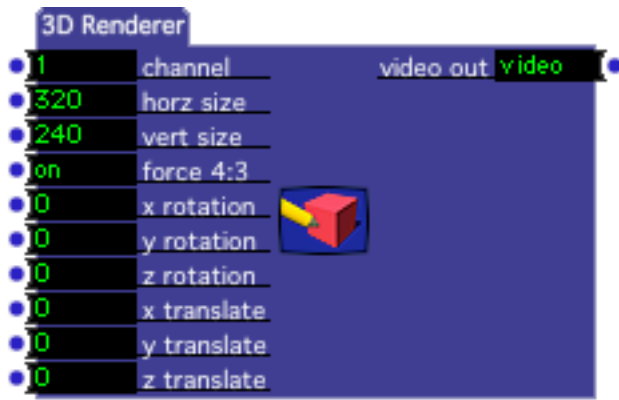 3D Renderer
1 channel video out video
320 horz size
240 vert size
on force 4:3
0 x rotation
0 y rotation
0 z rotation
0 x translate
0 y translate
0 z translate